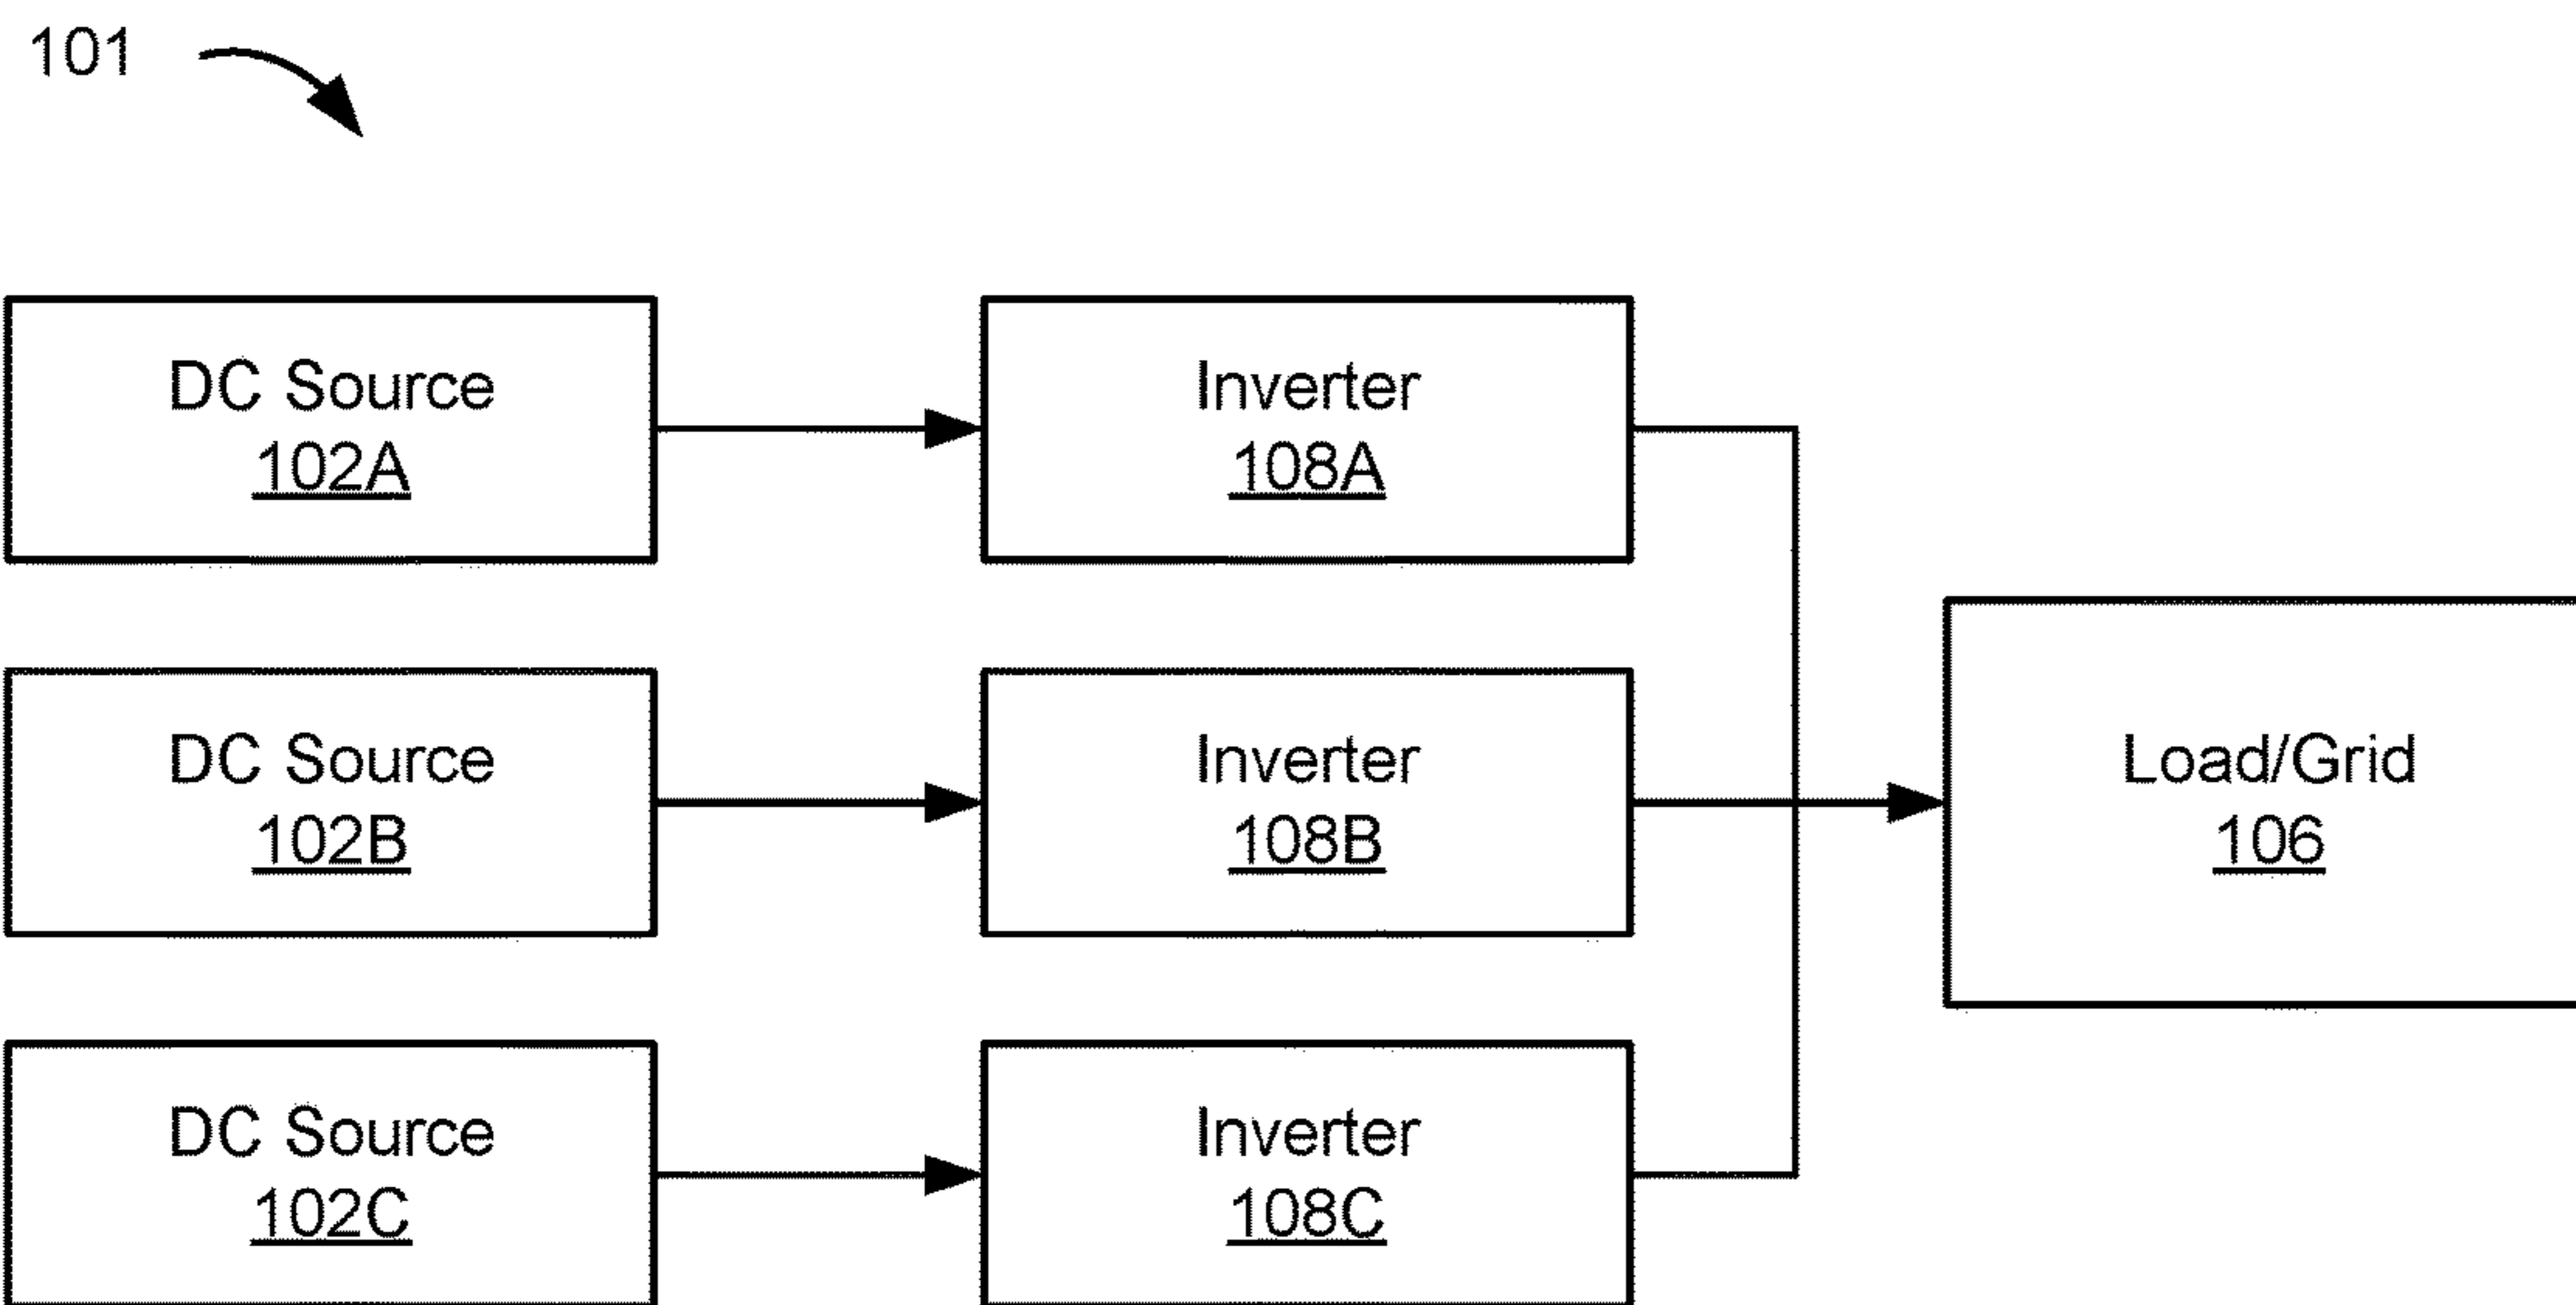 101
DC Source
102A
Inverter
108A
DC Source
102B
Inverter
108B
Load/Grid
106
DC Source
102C
Inverter
108C